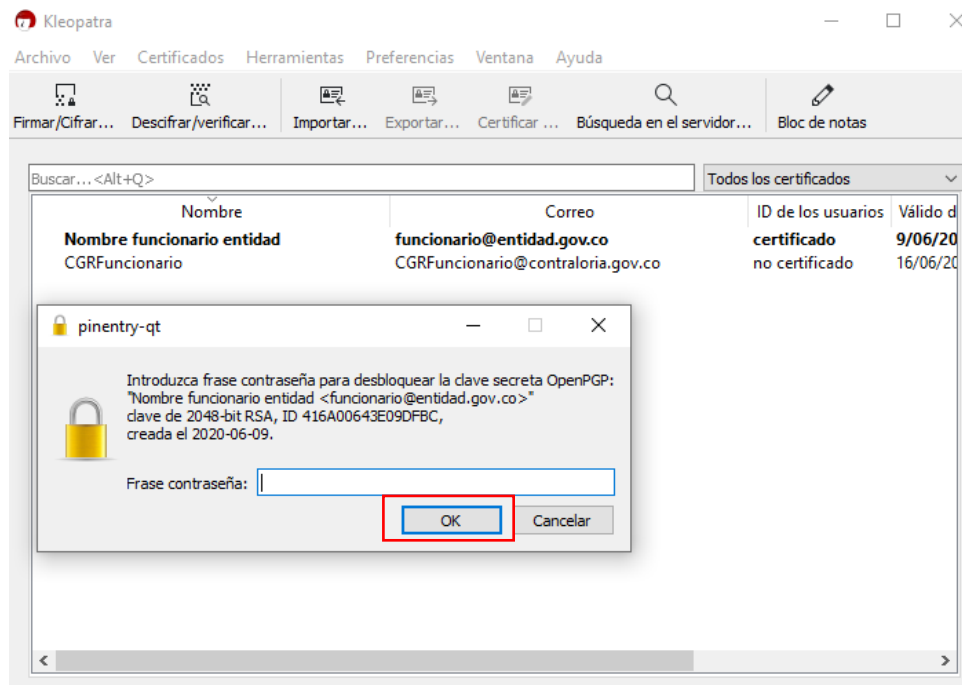 Kleopatra
Archivo Ver Certificados Herramientas Preferencias Ventana Ayuda
Firmar/Cifrar... Descifrar/verificar... Importar... Exportar... Certificar ... Búsqueda en el servidor... Bloc de notas
Buscar...<Alt+Q> Todos los certificados
Nombre Correo ID de los usuarios Válido d
Nombre funcionario entidad funcionario@entidad.gov.co certificado 9/06/20
CGRFuncionario CGRFuncionario@contraloria.gov.co no certificado 16/06/20
pinentry-qt
Introduzca frase contraseña para desbloquear la clave secreta OpenPGP:
"Nombre funcionario entidad <funcionario@entidad.gov.co>"
clave de 2048-bit RSA, ID 416A00643E09DFBC,
creada el 2020-06-09.
Frase contraseña:
OK Cancelar